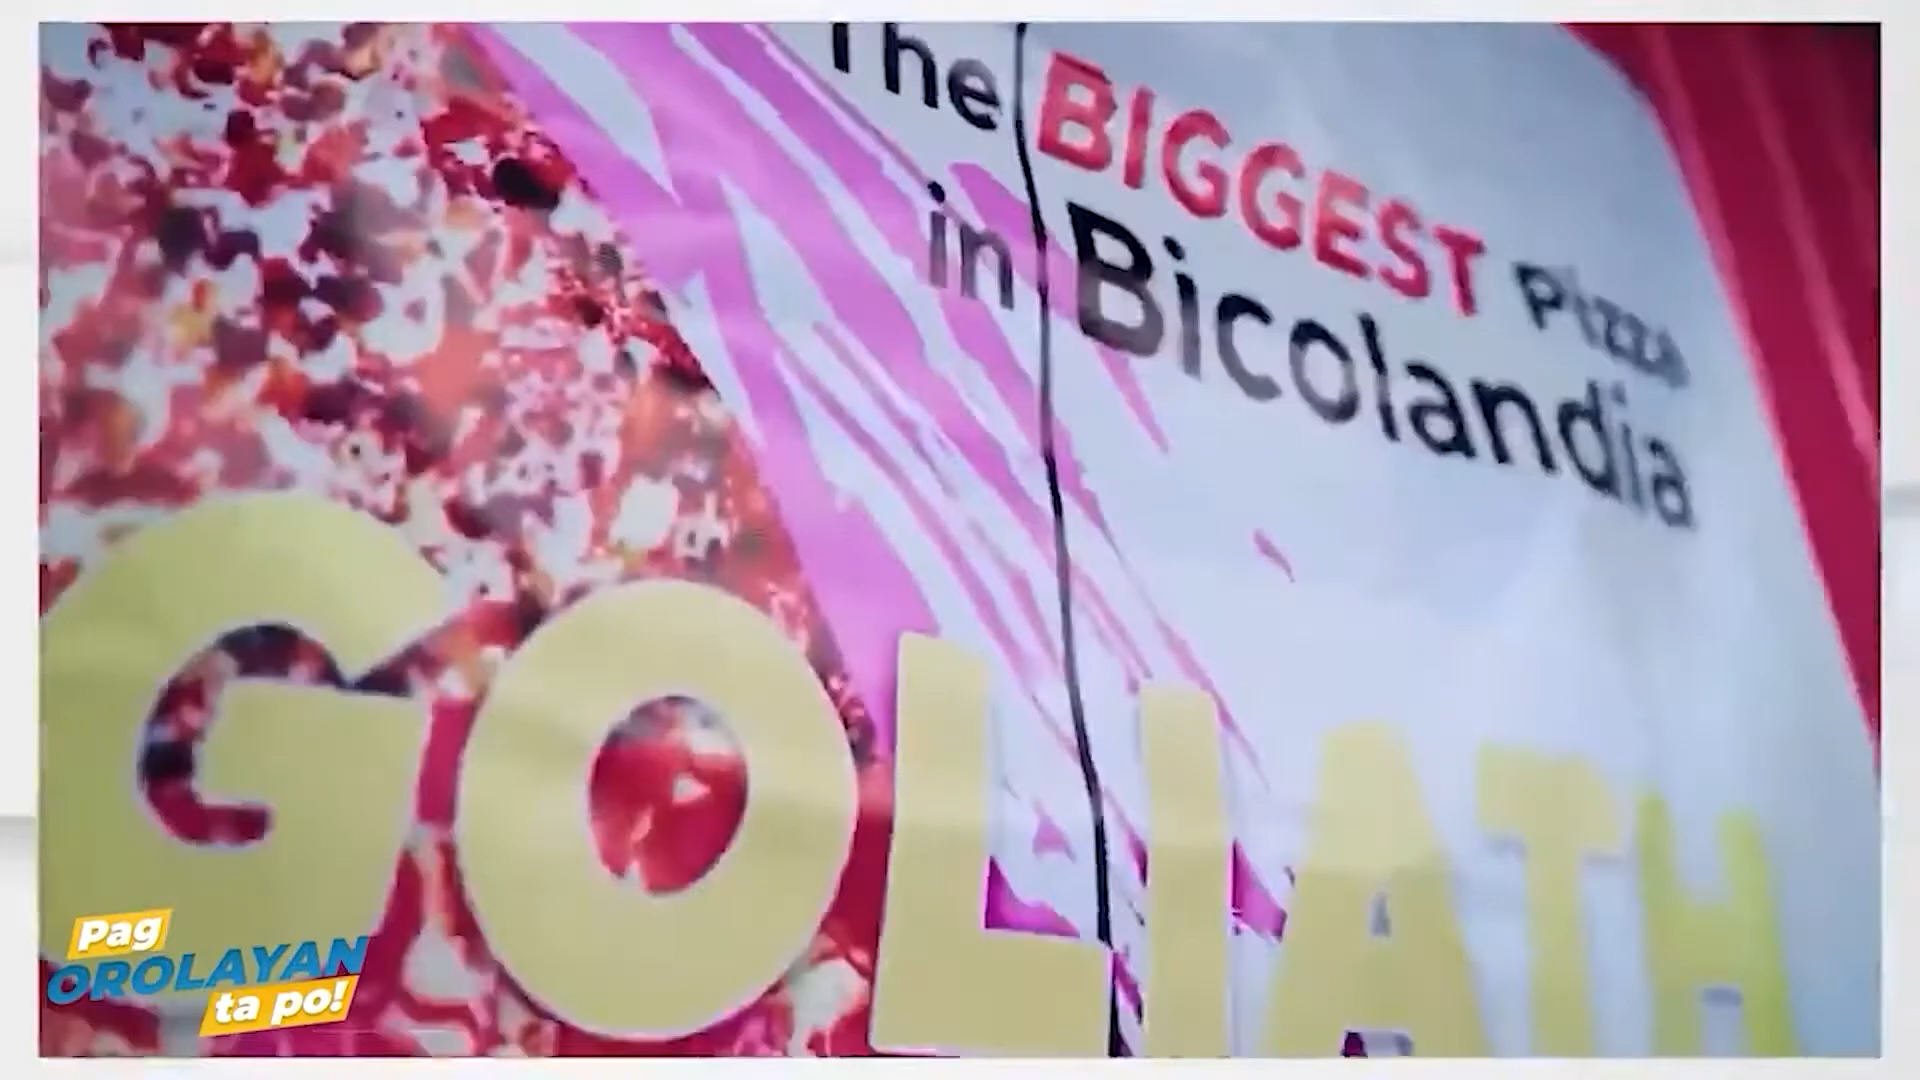 The BIGGEST Pizza
in Bicolandia
GOLIATH
Pag
OROLAYAN
ta po!